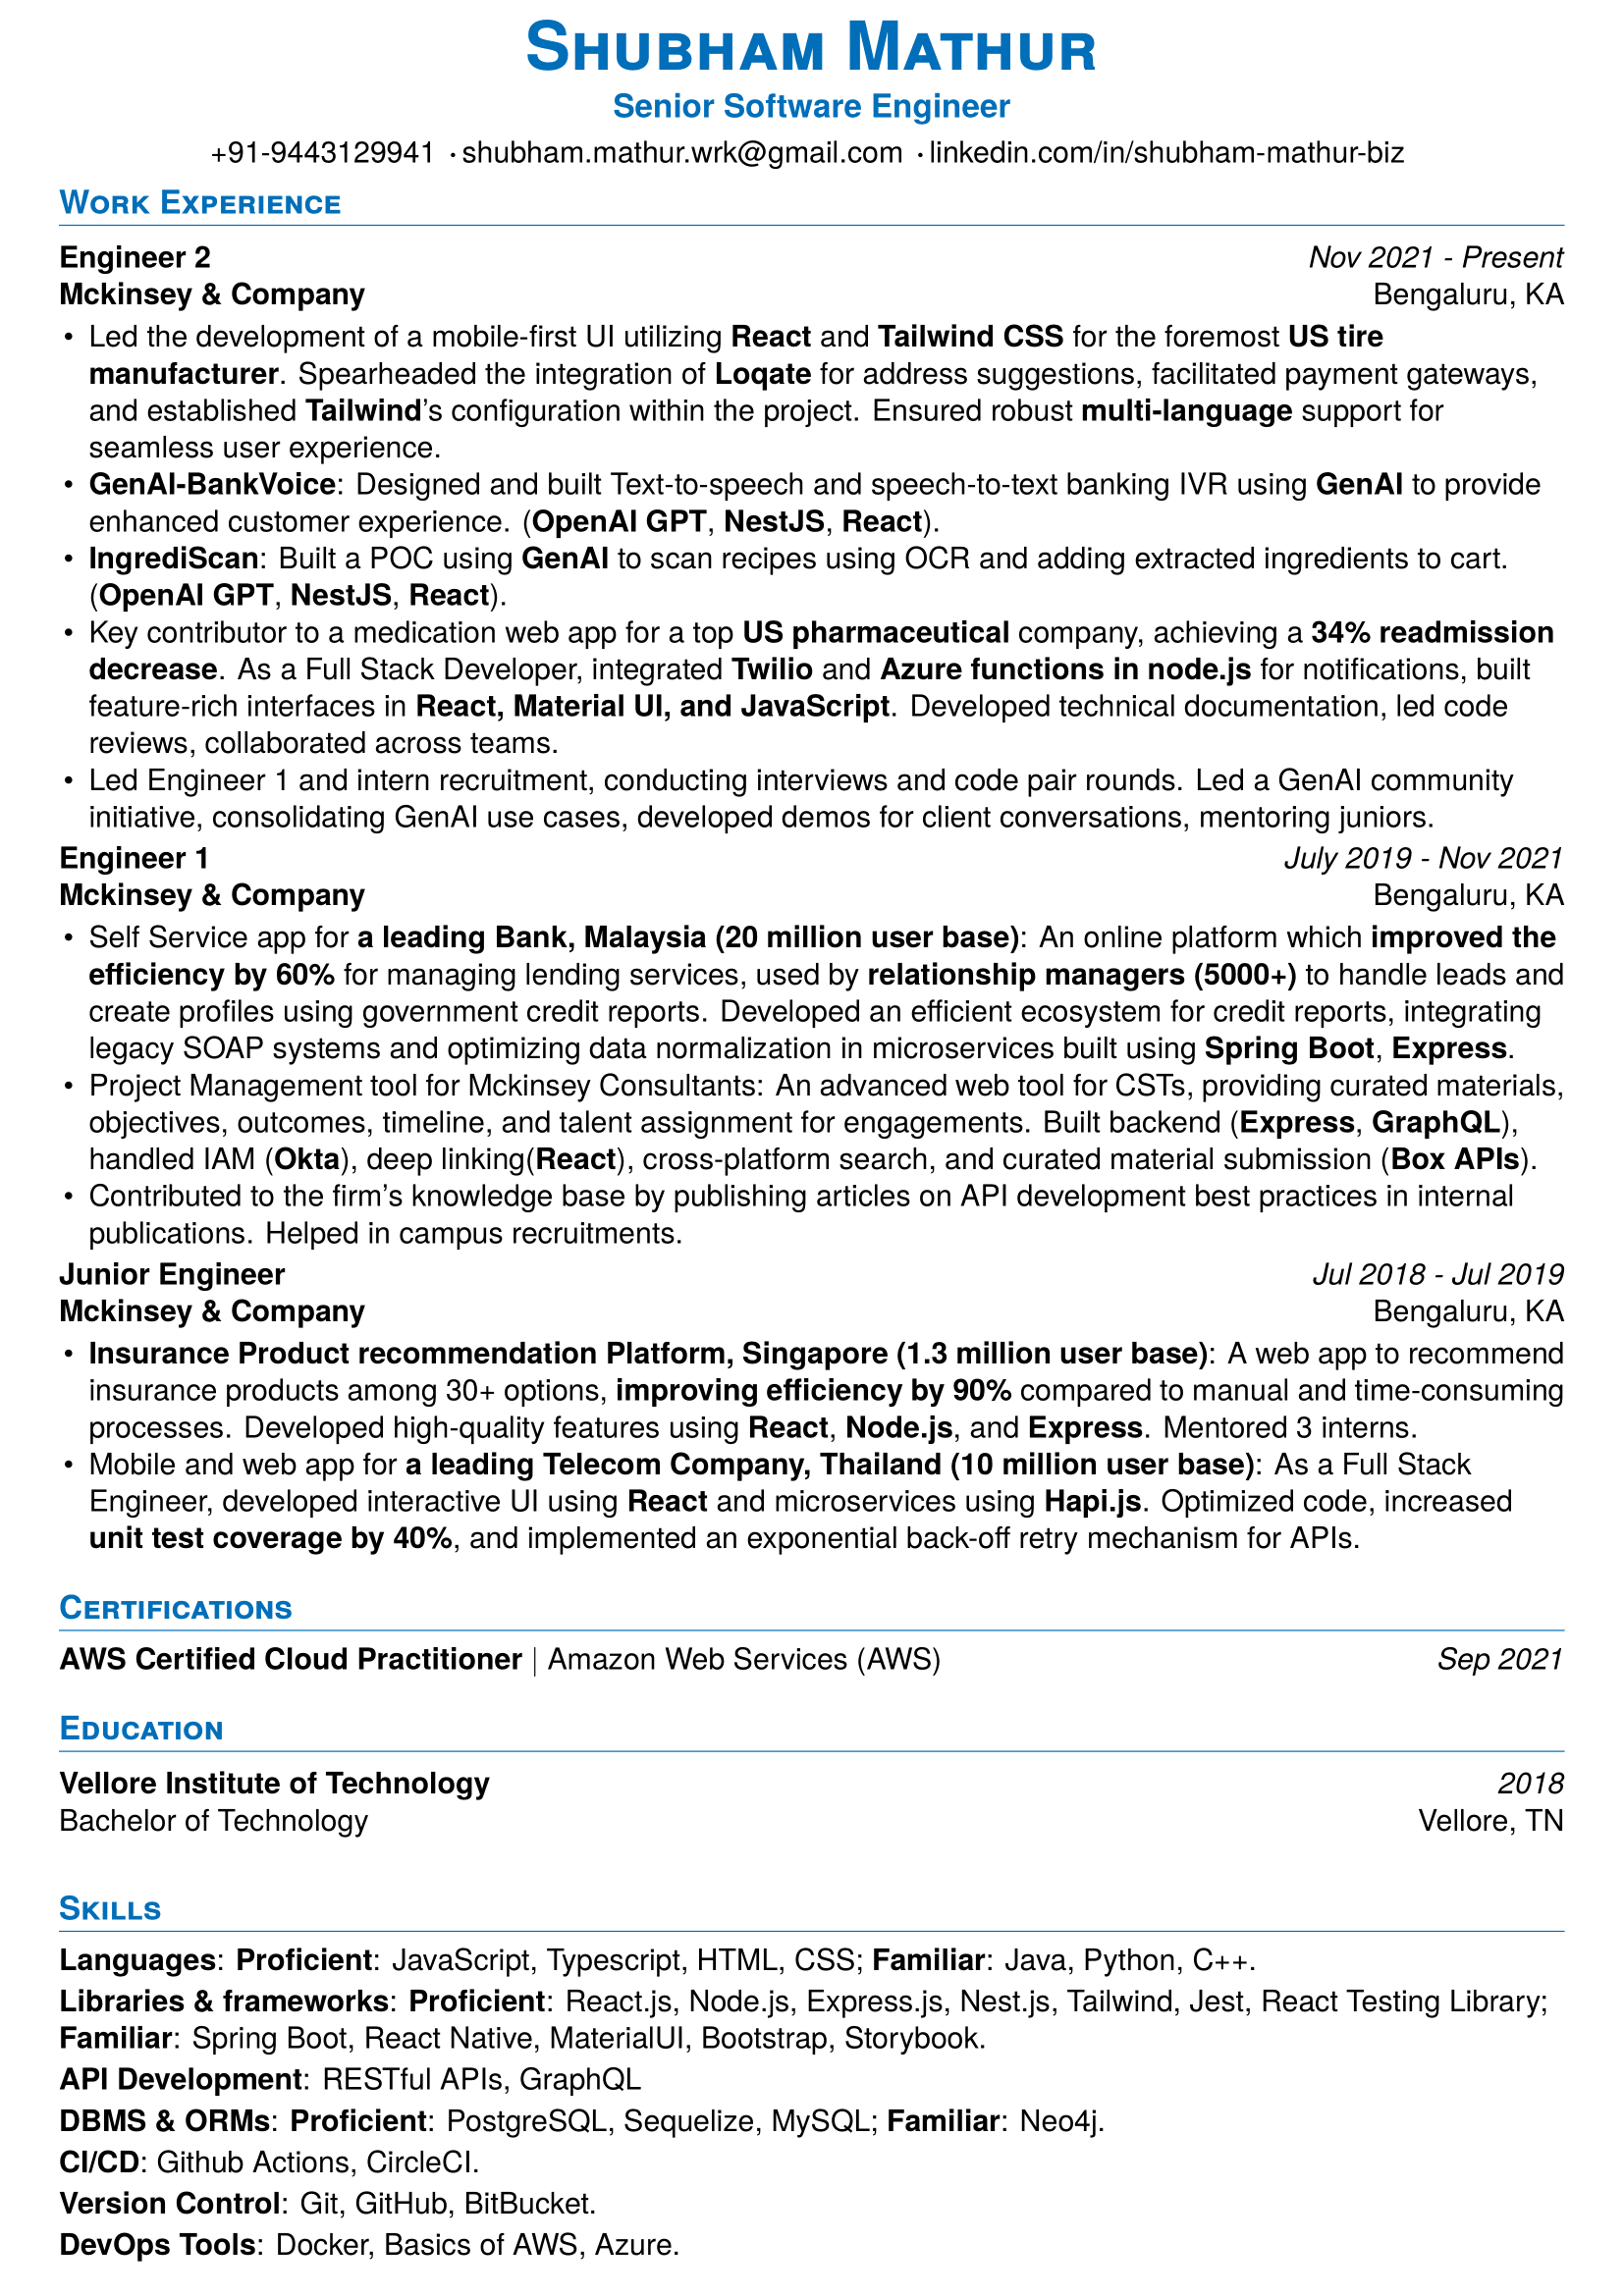 Shubham Mathur
Senior Software Engineer
+91-9443129941 • shubham.mathur.wrk@gmail.com • linkedin.com/in/shubham-mathur-biz
Work Experience
Engineer 2 Nov 2021 - Present
Mckinsey & Company Bengaluru, KA
• Led the development of a mobile-first UI utilizing React and Tailwind CSS for the foremost US tire
manufacturer. Spearheaded the integration of Loqate for address suggestions, facilitated payment gateways,
and established Tailwind's configuration within the project. Ensured robust multi-language support for
seamless user experience.
• GenAI-BankVoice: Designed and built Text-to-speech and speech-to-text banking IVR using GenAI to provide
enhanced customer experience. (OpenAI GPT, NestJS, React).
• IngrediScan: Built a POC using GenAI to scan recipes using OCR and adding extracted ingredients to cart.
(OpenAI GPT, NestJS, React).
• Key contributor to a medication web app for a top US pharmaceutical company, achieving a 34% readmission
decrease. As a Full Stack Developer, integrated Twilio and Azure functions in node.js for notifications, built
feature-rich interfaces in React, Material UI, and JavaScript. Developed technical documentation, led code
reviews, collaborated across teams.
• Led Engineer 1 and intern recruitment, conducting interviews and code pair rounds. Led a GenAI community
initiative, consolidating GenAI use cases, developed demos for client conversations, mentoring juniors.
Engineer 1 July 2019 - Nov 2021
Mckinsey & Company Bengaluru, KA
• Self Service app for a leading Bank, Malaysia (20 million user base): An online platform which improved the
efficiency by 60% for managing lending services, used by relationship managers (5000+) to handle leads and
create profiles using government credit reports. Developed an efficient ecosystem for credit reports, integrating
legacy SOAP systems and optimizing data normalization in microservices built using Spring Boot, Express.
• Project Management tool for Mckinsey Consultants: An advanced web tool for CSTs, providing curated materials,
objectives, outcomes, timeline, and talent assignment for engagements. Built backend (Express, GraphQL),
handled IAM (Okta), deep linking(React), cross-platform search, and curated material submission (Box APIs).
• Contributed to the firm's knowledge base by publishing articles on API development best practices in internal
publications. Helped in campus recruitments.
Junior Engineer Jul 2018 - Jul 2019
Mckinsey & Company Bengaluru, KA
• Insurance Product recommendation Platform, Singapore (1.3 million user base): A web app to recommend
insurance products among 30+ options, improving efficiency by 90% compared to manual and time-consuming
processes. Developed high-quality features using React, Node.js, and Express. Mentored 3 interns.
• Mobile and web app for a leading Telecom Company, Thailand (10 million user base): As a Full Stack
Engineer, developed interactive UI using React and microservices using Hapi.js. Optimized code, increased
unit test coverage by 40%, and implemented an exponential back-off retry mechanism for APIs.
Certifications
AWS Certified Cloud Practitioner | Amazon Web Services (AWS) Sep 2021
Education
Vellore Institute of Technology 2018
Bachelor of Technology Vellore, TN
Skills
Languages: Proficient: JavaScript, Typescript, HTML, CSS; Familiar: Java, Python, C++.
Libraries & frameworks: Proficient: React.js, Node.js, Express.js, Nest.js, Tailwind, Jest, React Testing Library;
Familiar: Spring Boot, React Native, MaterialUI, Bootstrap, Storybook.
API Development: RESTful APIs, GraphQL
DBMS & ORMs: Proficient: PostgreSQL, Sequelize, MySQL; Familiar: Neo4j.
CI/CD: Github Actions, CircleCI.
Version Control: Git, GitHub, BitBucket.
DevOps Tools: Docker, Basics of AWS, Azure.